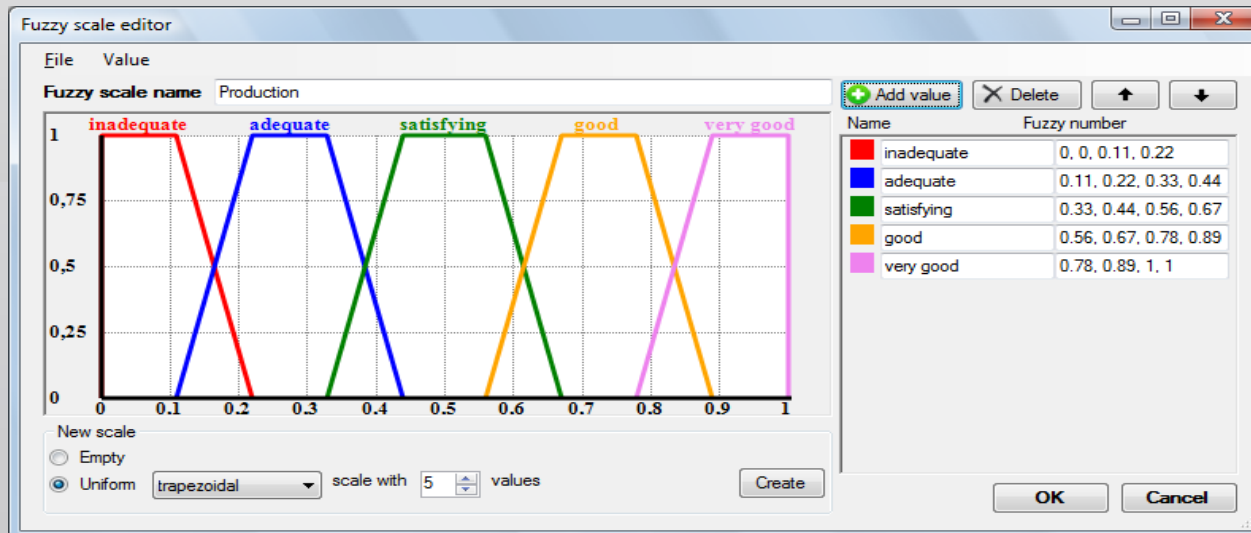 Fuzzy scale editor
File Value
Fuzzy scale name Production
Add value Delete
Name Fuzzy number
inadequate adequate satisfying good very good
1
0,75
0,5
0,25
0
0 0.1 0.2 0.3 0.4 0.5 0.6 0.7 0.8 0.9 1
inadequate 0, 0, 0.11, 0.22
adequate 0.11, 0.22, 0.33, 0.44
satisfying 0.33, 0.44, 0.56, 0.67
good 0.56, 0.67, 0.78, 0.89
very good 0.78, 0.89, 1, 1
New scale
Empty
Uniform trapezoidal scale with 5 values Create
OK Cancel